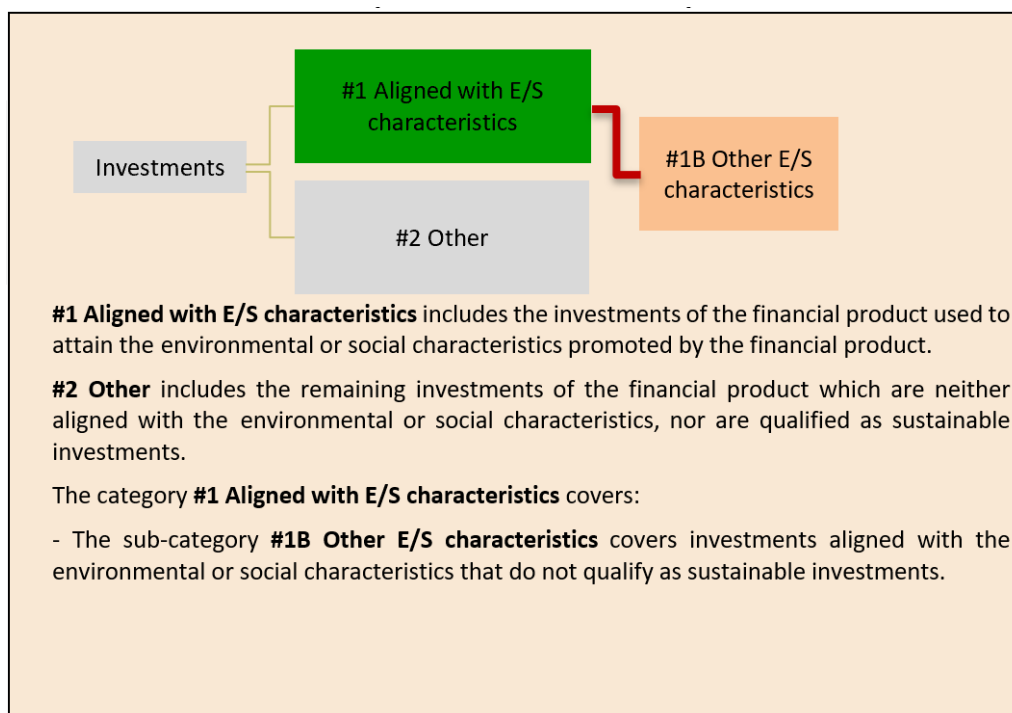 #1 Aligned with E/S
characteristics
Investments
#1B Other E/S
characteristics
#2 Other
#1 Aligned with E/S characteristics includes the investments of the financial product used to
attain the environmental or social characteristics promoted by the financial product.
#2 Other includes the remaining investments of the financial product which are neither
aligned with the environmental or social characteristics, nor are qualified as sustainable
investments.
The category #1 Aligned with E/S characteristics covers:
- The sub-category #1B Other E/S characteristics covers investments aligned with the
environmental or social characteristics that do not qualify as sustainable investments.